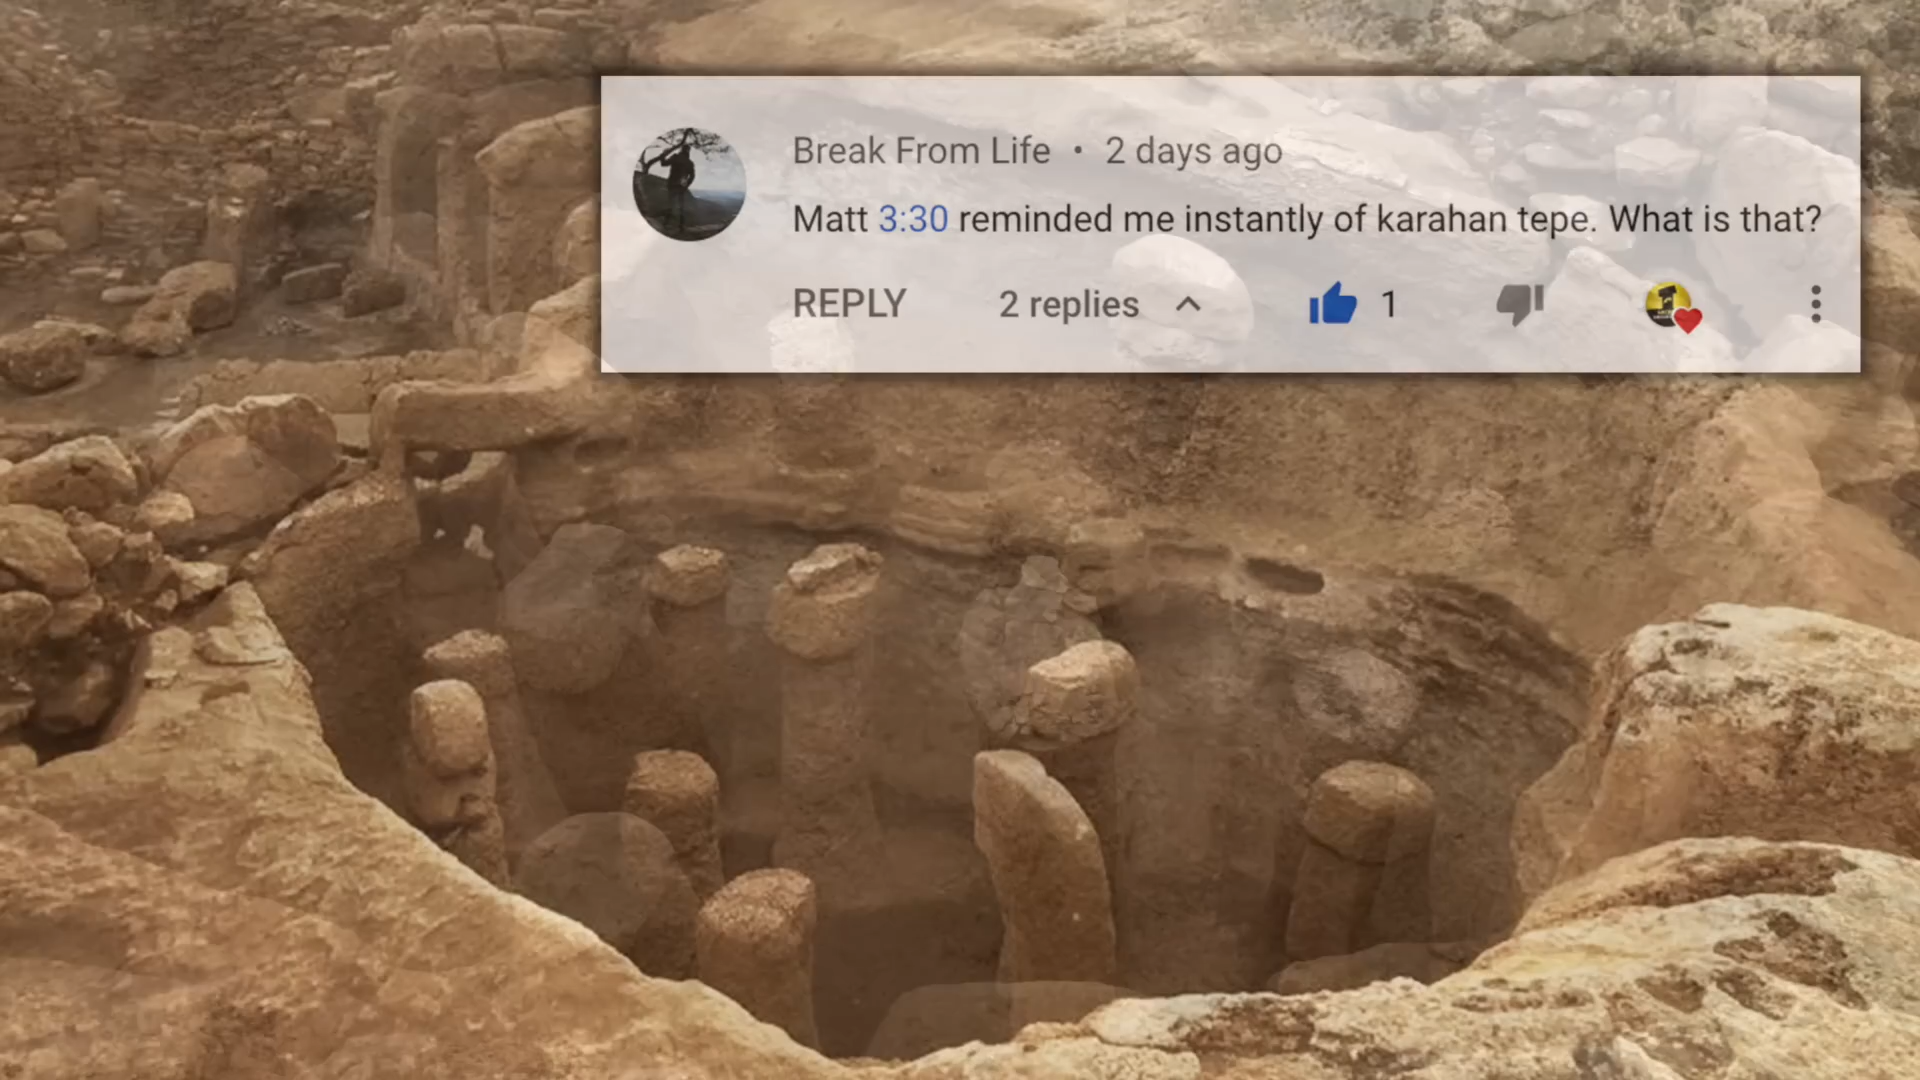 Break From Life • 2 days ago
Matt 3:30 reminded me instantly of karahan tepe. What is that?
REPLY 2 replies 1